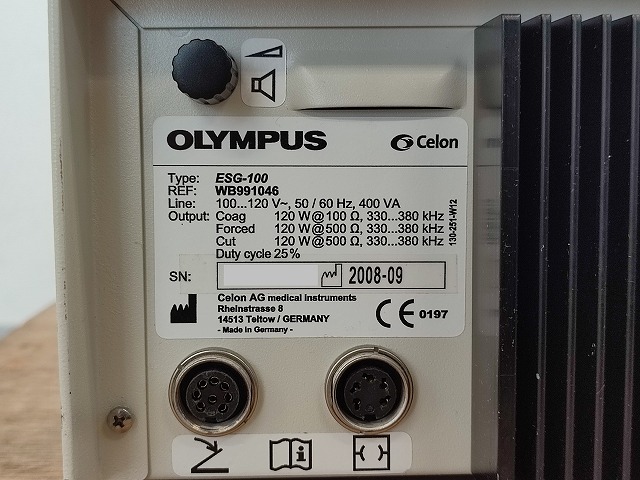 OLYMPUS Celon
Type: ESG-100
REF: WB991046
Line: 100...120 V~, 50 / 60 Hz, 400 VA
Output: Coag 120 W@100 Ω, 330...380 kHz
Forced 120 W@500 Ω, 330...380 kHz
Cut 120 W@500 Ω, 330...380 kHz
Duty cycle 25%
130-251-W12
SN: 2008-09
Celon AG medical instruments
Rheinstrasse 8
14513 Teltow / GERMANY
- Made in Germany -
CE 0197